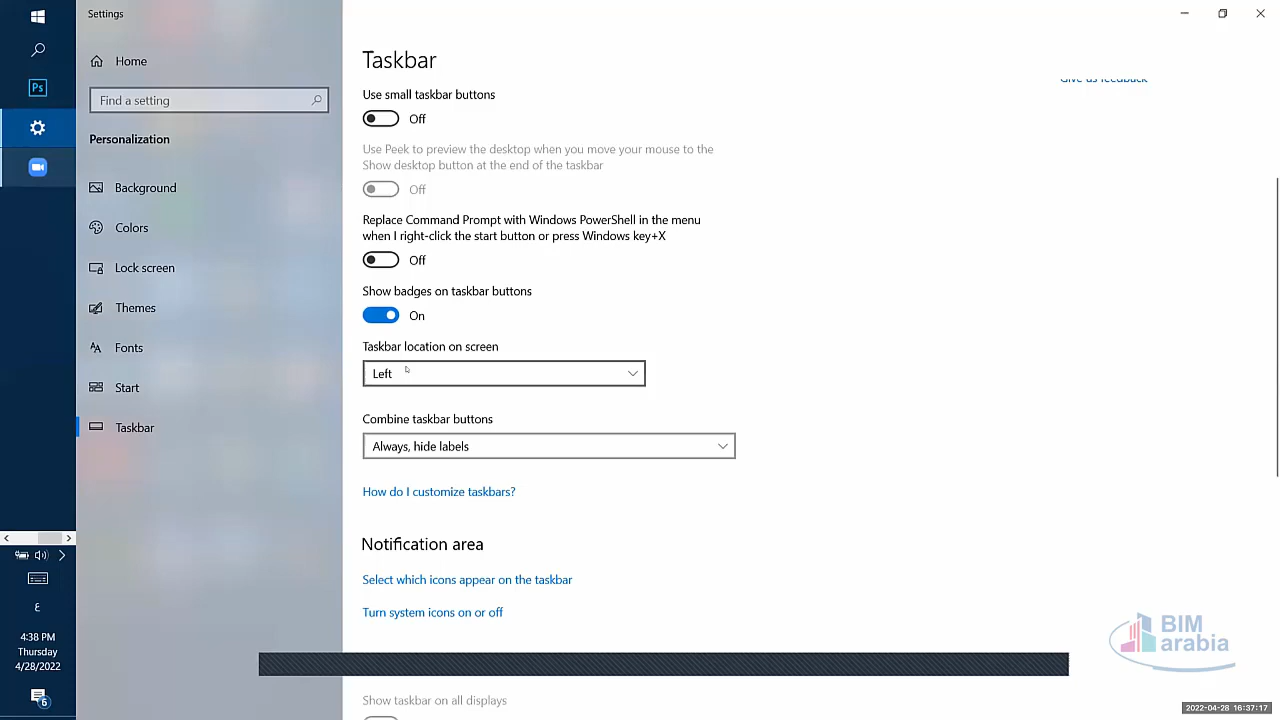 Settings
Home
Find a setting
Personalization
Background
Colors
Lock screen
Themes
Fonts
Start
Taskbar
Ps
ع
4:38 PM
Thursday
4/28/2022
6
Taskbar
Give us feedback
Use small taskbar buttons
Off
Use Peek to preview the desktop when you move your mouse to the
Show desktop button at the end of the taskbar
Off
Replace Command Prompt with Windows PowerShell in the menu
when I right-click the start button or press Windows key+X
Off
Show badges on taskbar buttons
On
Taskbar location on screen
Left
Combine taskbar buttons
Always, hide labels
How do I customize taskbars?
Notification area
Select which icons appear on the taskbar
Turn system icons on or off
Show taskbar on all displays
BIM
arabia
2022-04-28 16:37:17